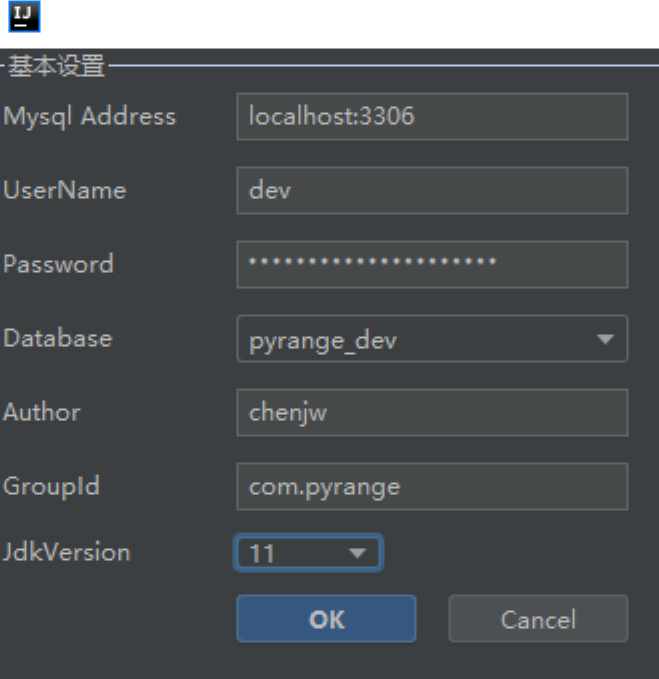 IJ
基本设置
Mysql Address localhost:3306
UserName dev
Password •••••••••••••••••••••
Database pyrange_dev
Author chenjw
GroupId com.pyrange
JdkVersion 11
OK Cancel